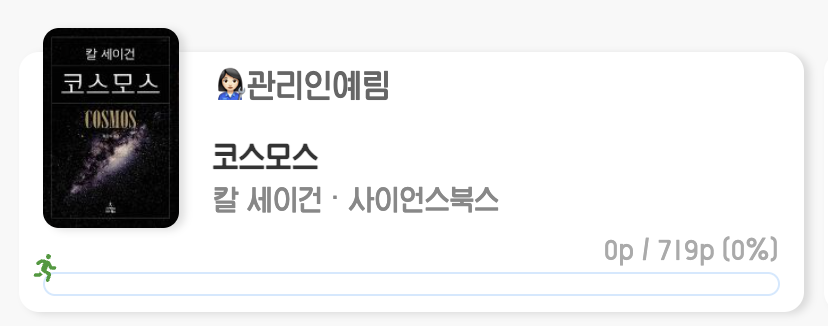 칼 세이건
코스모스
COSMOS
관리인예림
코스모스
칼 세이건 · 사이언스북스
0p / 719p (0%)